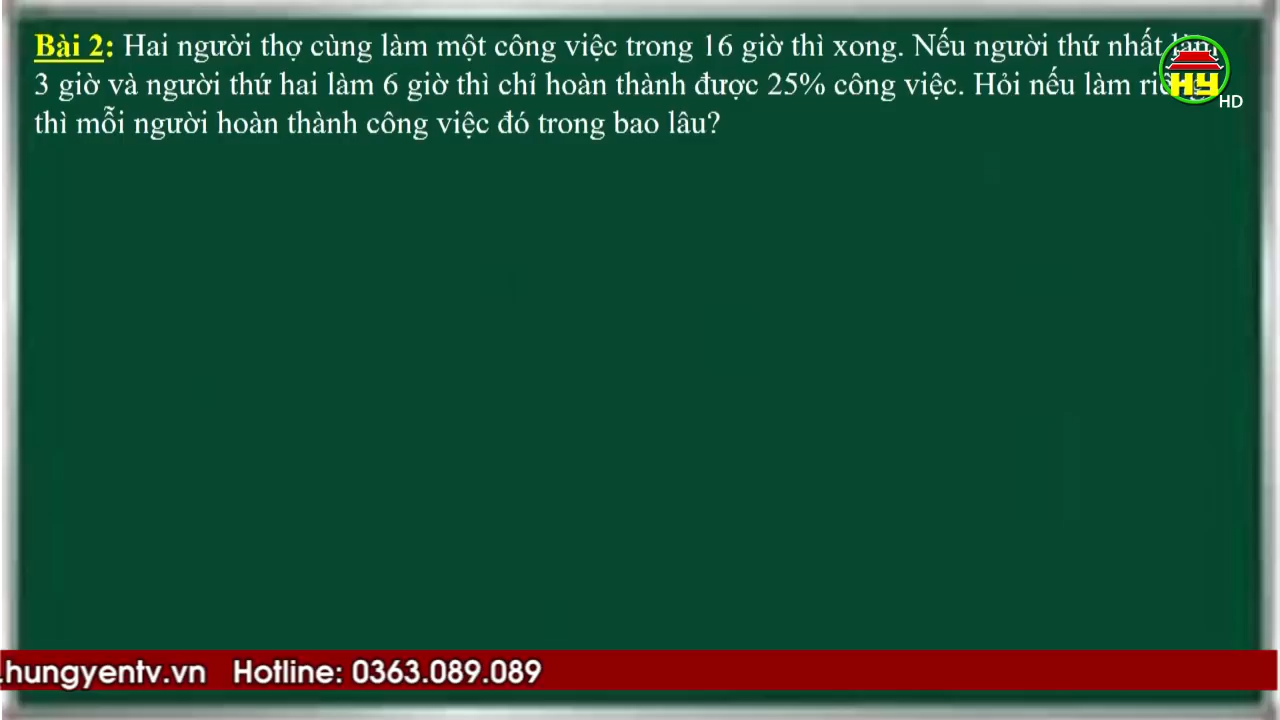 Bài 2: Hai người thợ cùng làm một công việc trong 16 giờ thì xong. Nếu người thứ nhất làm
3 giờ và người thứ hai làm 6 giờ thì chỉ hoàn thành được 25% công việc. Hỏi nếu làm riêng
thì mỗi người hoàn thành công việc đó trong bao lâu?
HY
HD
.hungyentv.vn Hotline: 0363.089.089